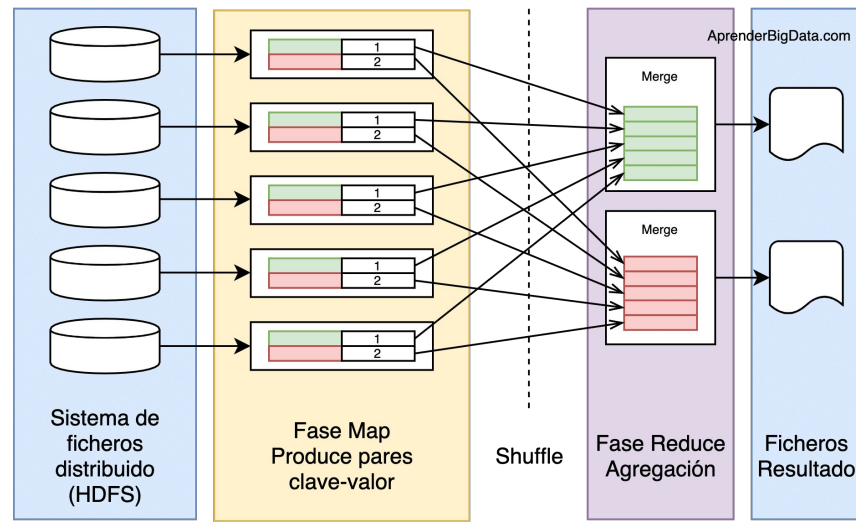 AprenderBigData.com
1
2
1
2
1
2
1
2
1
2
Merge
Merge
Sistema de
ficheros
distribuido
(HDFS)
Fase Map
Produce pares
clave-valor
Shuffle
Fase Reduce
Agregación
Ficheros
Resultado